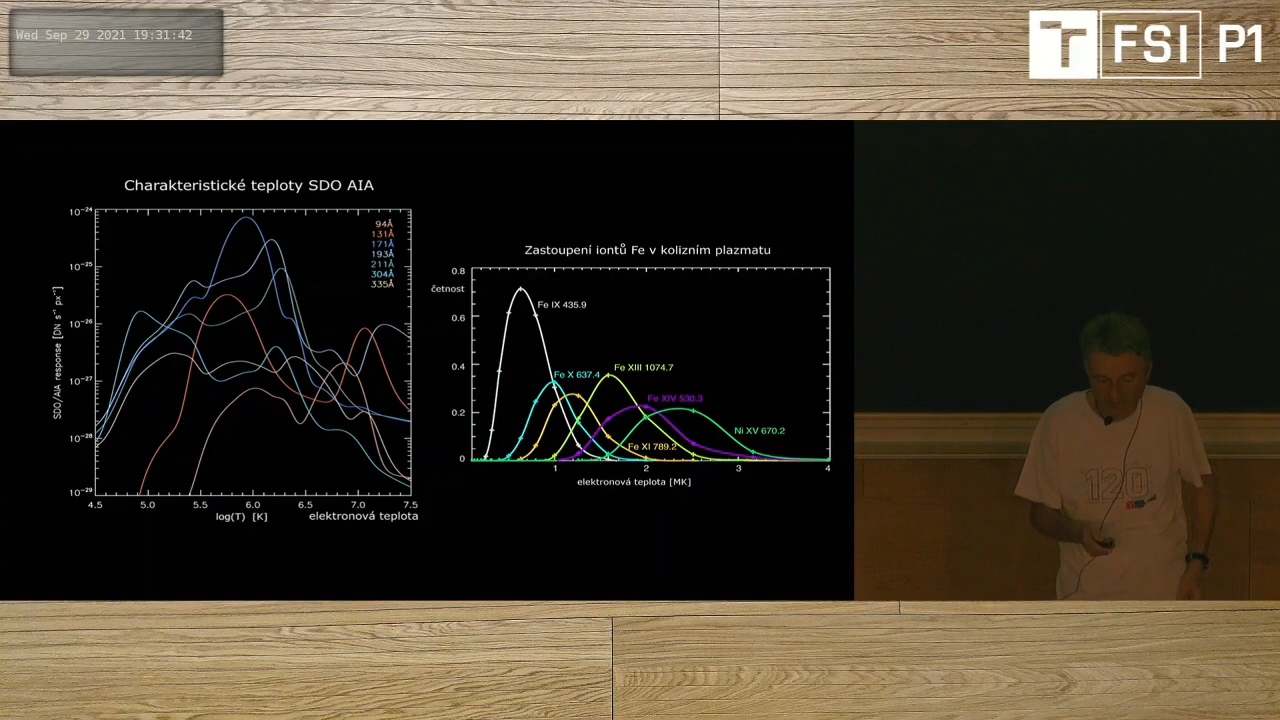 Wed Sep 29 2021 19:31:42
T FSI P1
Charakteristické teploty SDO AIA
10⁻²⁴
10⁻²⁵
10⁻²⁶
10⁻²⁷
10⁻²⁸
10⁻²⁹
SDO/AIA response [DN s⁻¹ px⁻¹]
94Å
131Å
171Å
193Å
211Å
304Å
335Å
4.5 5.0 5.5 6.0 6.5 7.0 7.5
log(T) [K] elektronová teplota
Zastoupení iontů Fe v kolizním plazmatu
0.8
četnost
0.6
0.4
0.2
0
Fe IX 435.9
Fe X 637.4
Fe XIII 1074.7
Fe XIV 530.3
Ni XV 670.2
Fe XI 789.2
1 2 3 4
elektronová teplota [MK]
120